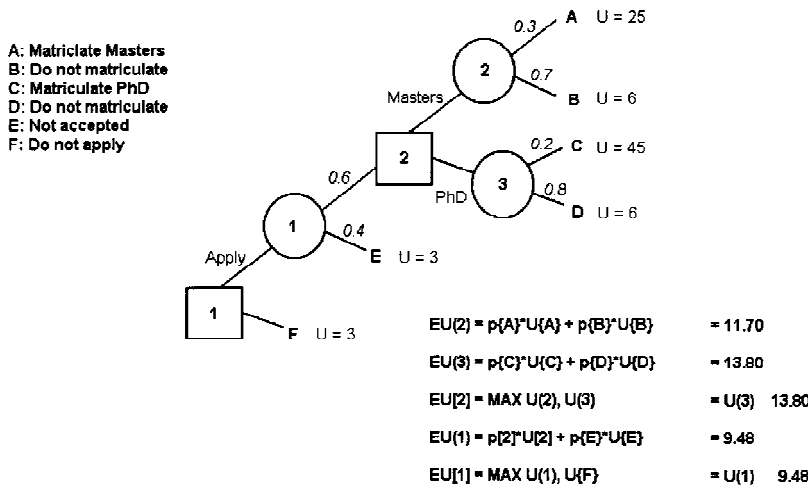 A: Matriclate Masters
B: Do not matriculate
C: Matriculate PhD
D: Do not matriculate
E: Not accepted
F: Do not apply
0.3
A U = 25
2
0.7
Masters
B U = 6
2
0.2
C U = 45
0.6
3
PhD
0.8
D U = 6
1
0.4
E U = 3
Apply
1
F U = 3
EU(2) = p{A}*U{A} + p{B}*U{B} = 11.70
EU(3) = p{C}*U{C} + p{D}*U{D} = 13.80
EU[2] = MAX U(2), U(3) = U(3) 13.80
EU(1) = p[2]*U[2] + p{E}*U{E} = 9.48
EU[1] = MAX U(1), U{F} = U(1) 9.48